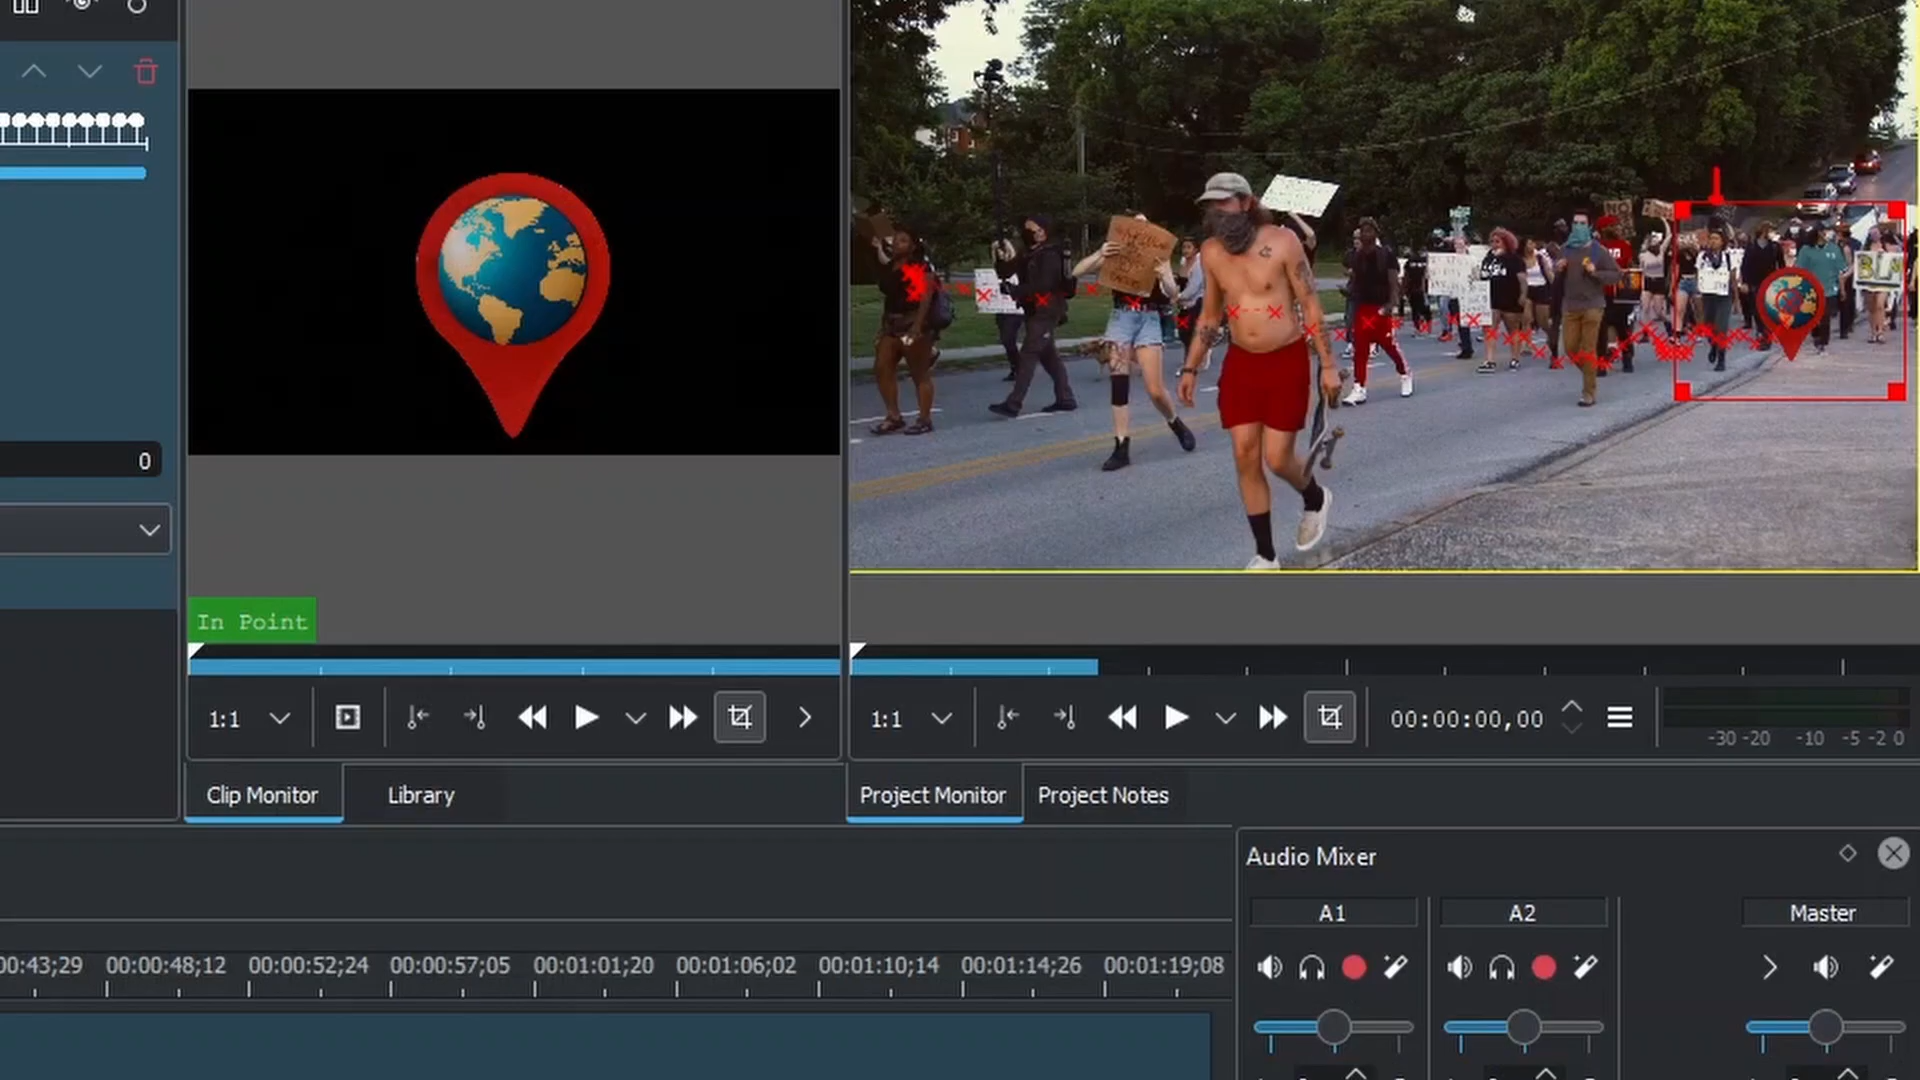 0
BL
In Point
1:1
1:1
00:00:00,00
-30 -20 -10 -5 -2 0
Clip Monitor
Library
Project Monitor
Project Notes
Audio Mixer
A1
A2
Master
00:43;29
00:00:48;12
00:00:52;24
00:00:57;05
00:01:01;20
00:01:06;02
00:01:10;14
00:01:14;26
00:01:19;08